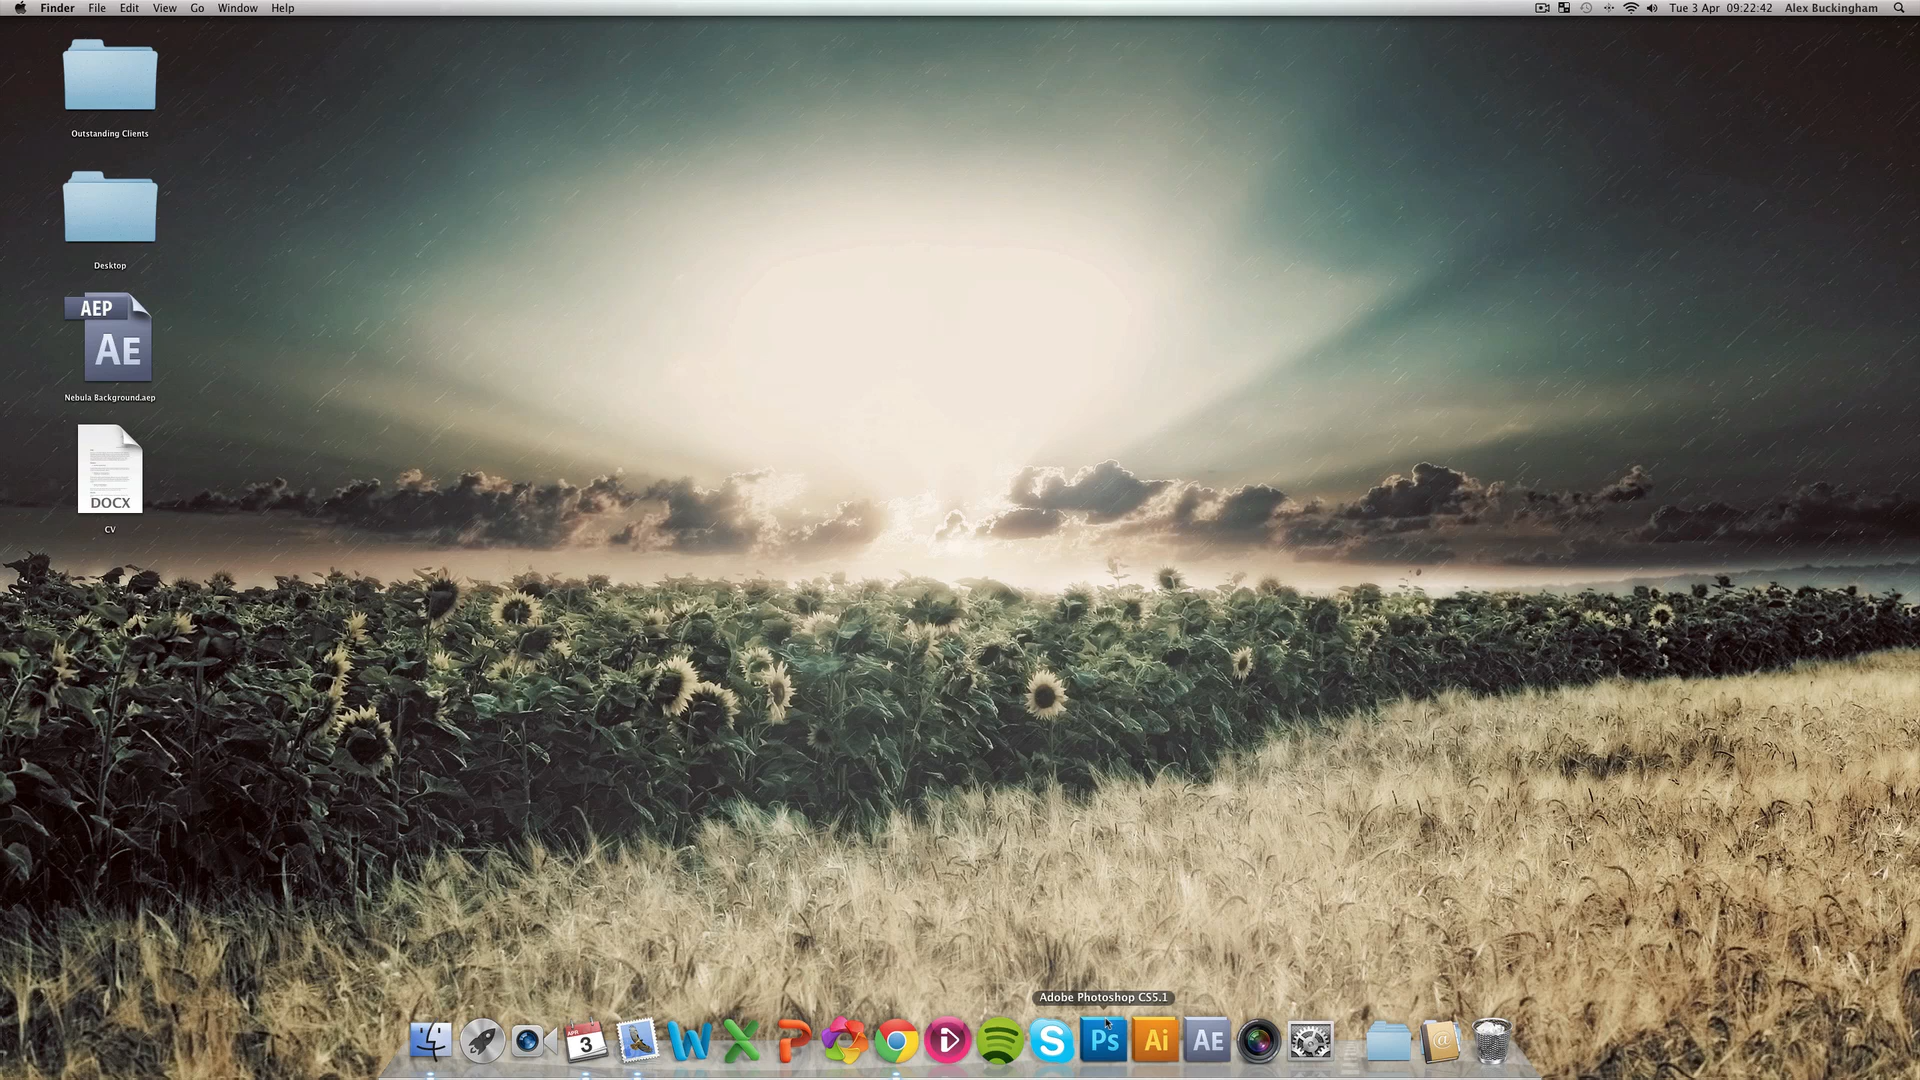 Finder File Edit View Go Window Help
Tue 3 Apr 09:22:42 Alex Buckingham
Outstanding Clients
Desktop
AEP
AE
Nebula Background.aep
DOCX
CV
Adobe Photoshop CS5.1
APR
3
W
X
P
S
Ps
Ai
AE
@